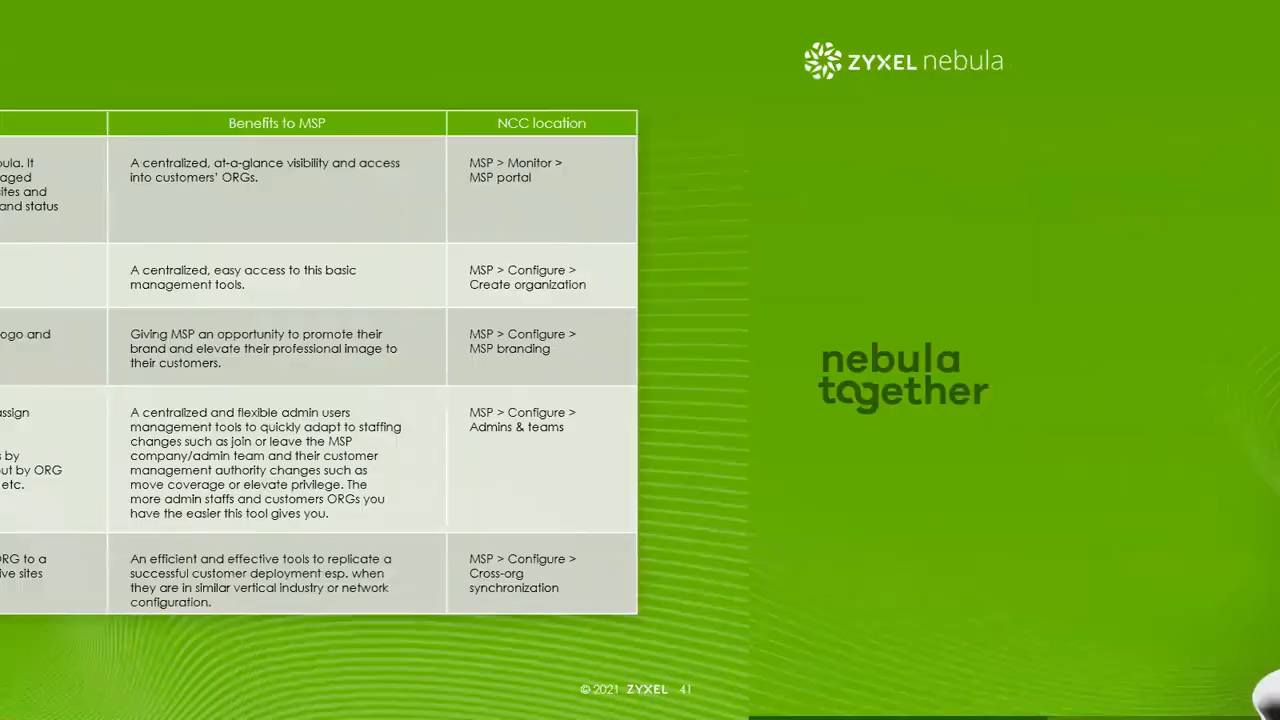 ZYXEL nebula
Benefits to MSP
NCC location
ula. It
aged
ites and
and status
A centralized, at-a-glance visibility and access
into customers' ORGs.
MSP > Monitor >
MSP portal
A centralized, easy access to this basic
management tools.
MSP > Configure >
Create organization
ogo and
Giving MSP an opportunity to promote their
brand and elevate their professional image to
their customers.
MSP > Configure >
MSP branding
assign
s by
out by ORG
etc.
A centralized and flexible admin users
management tools to quickly adapt to staffing
changes such as join or leave the MSP
company/admin team and their customer
management authority changes such as
move coverage or elevate privilege. The
more admin staffs and customers ORGs you
have the easier this tool gives you.
MSP > Configure >
Admins & teams
ORG to a
ive sites
An efficient and effective tools to replicate a
successful customer deployment esp. when
they are in similar vertical industry or network
configuration.
MSP > Configure >
Cross-org
synchronization
nebula
together
© 2021 ZYXEL 41